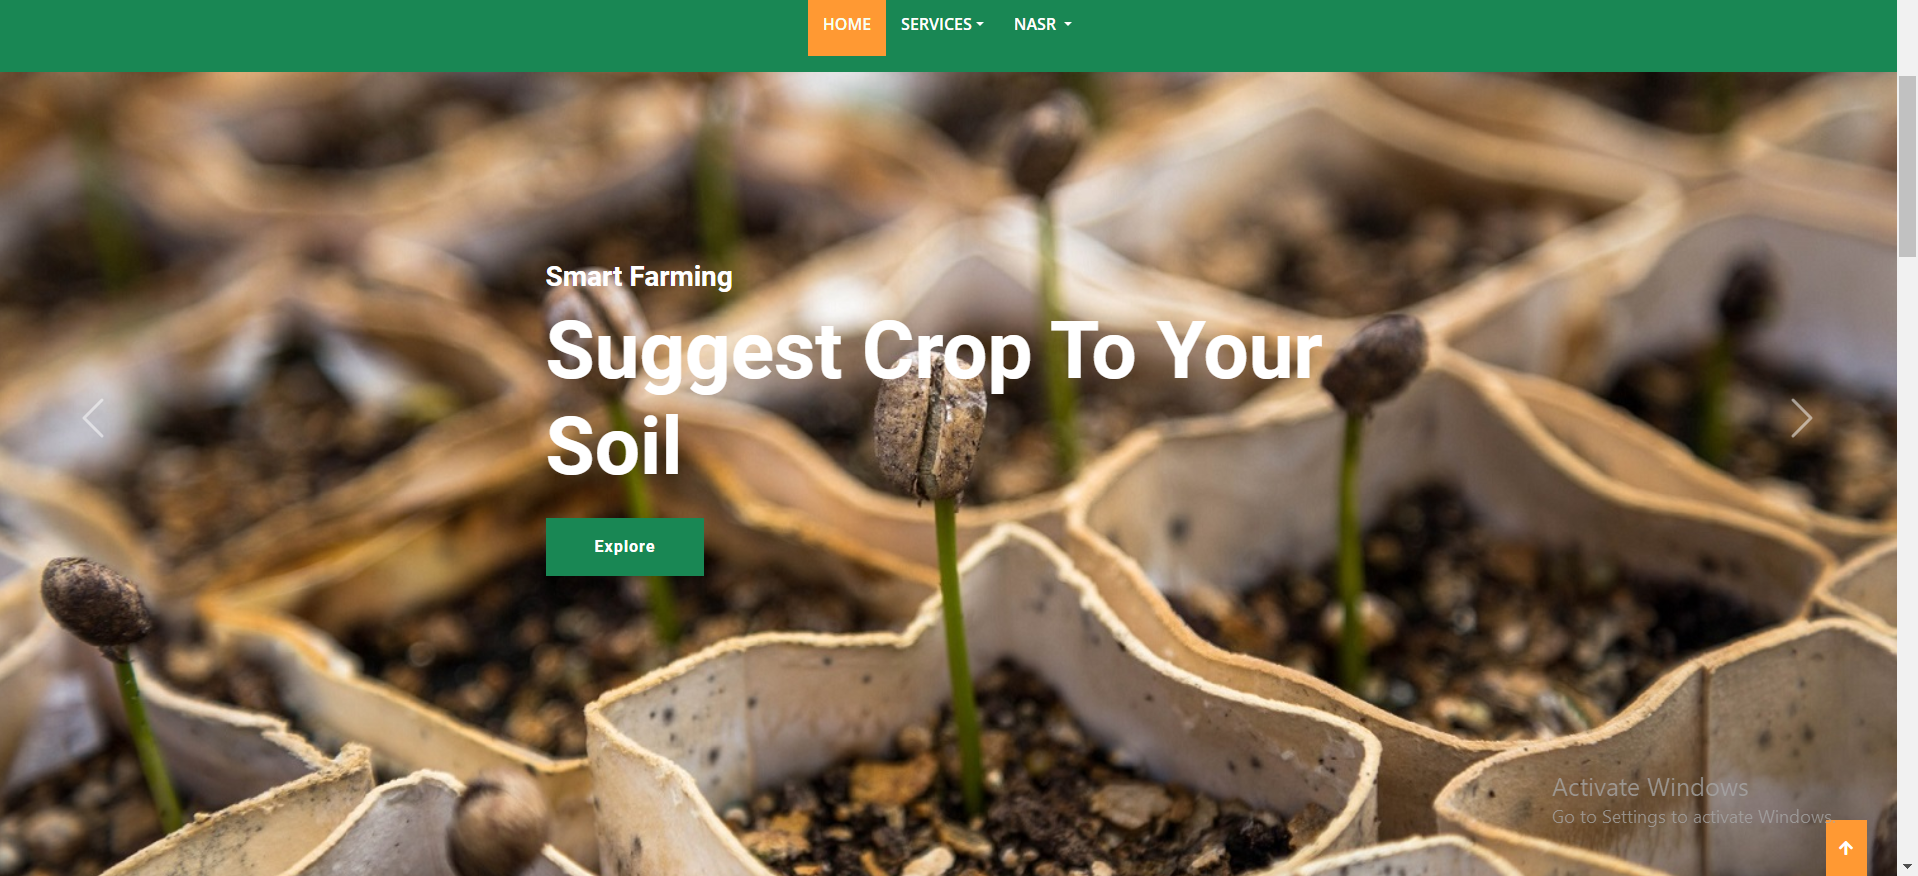 HOME SERVICES NASR
Smart Farming
Suggest Crop To Your
Soil
Explore
Activate Windows
Go to Settings to activate Windows.